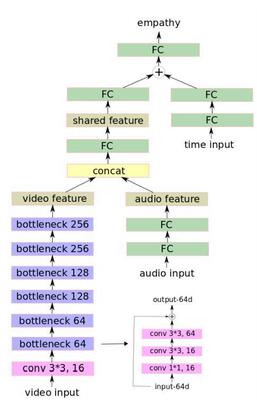 empathy
FC
+
FC
FC
shared feature
FC
FC
time input
concat
video feature
audio feature
bottleneck 256
FC
bottleneck 256
FC
bottleneck 128
audio input
bottleneck 128
bottleneck 64
bottleneck 64
conv 3*3, 16
video input
output-64d
conv 3*3, 64
conv 3*3, 16
conv 1*1, 16
input-64d